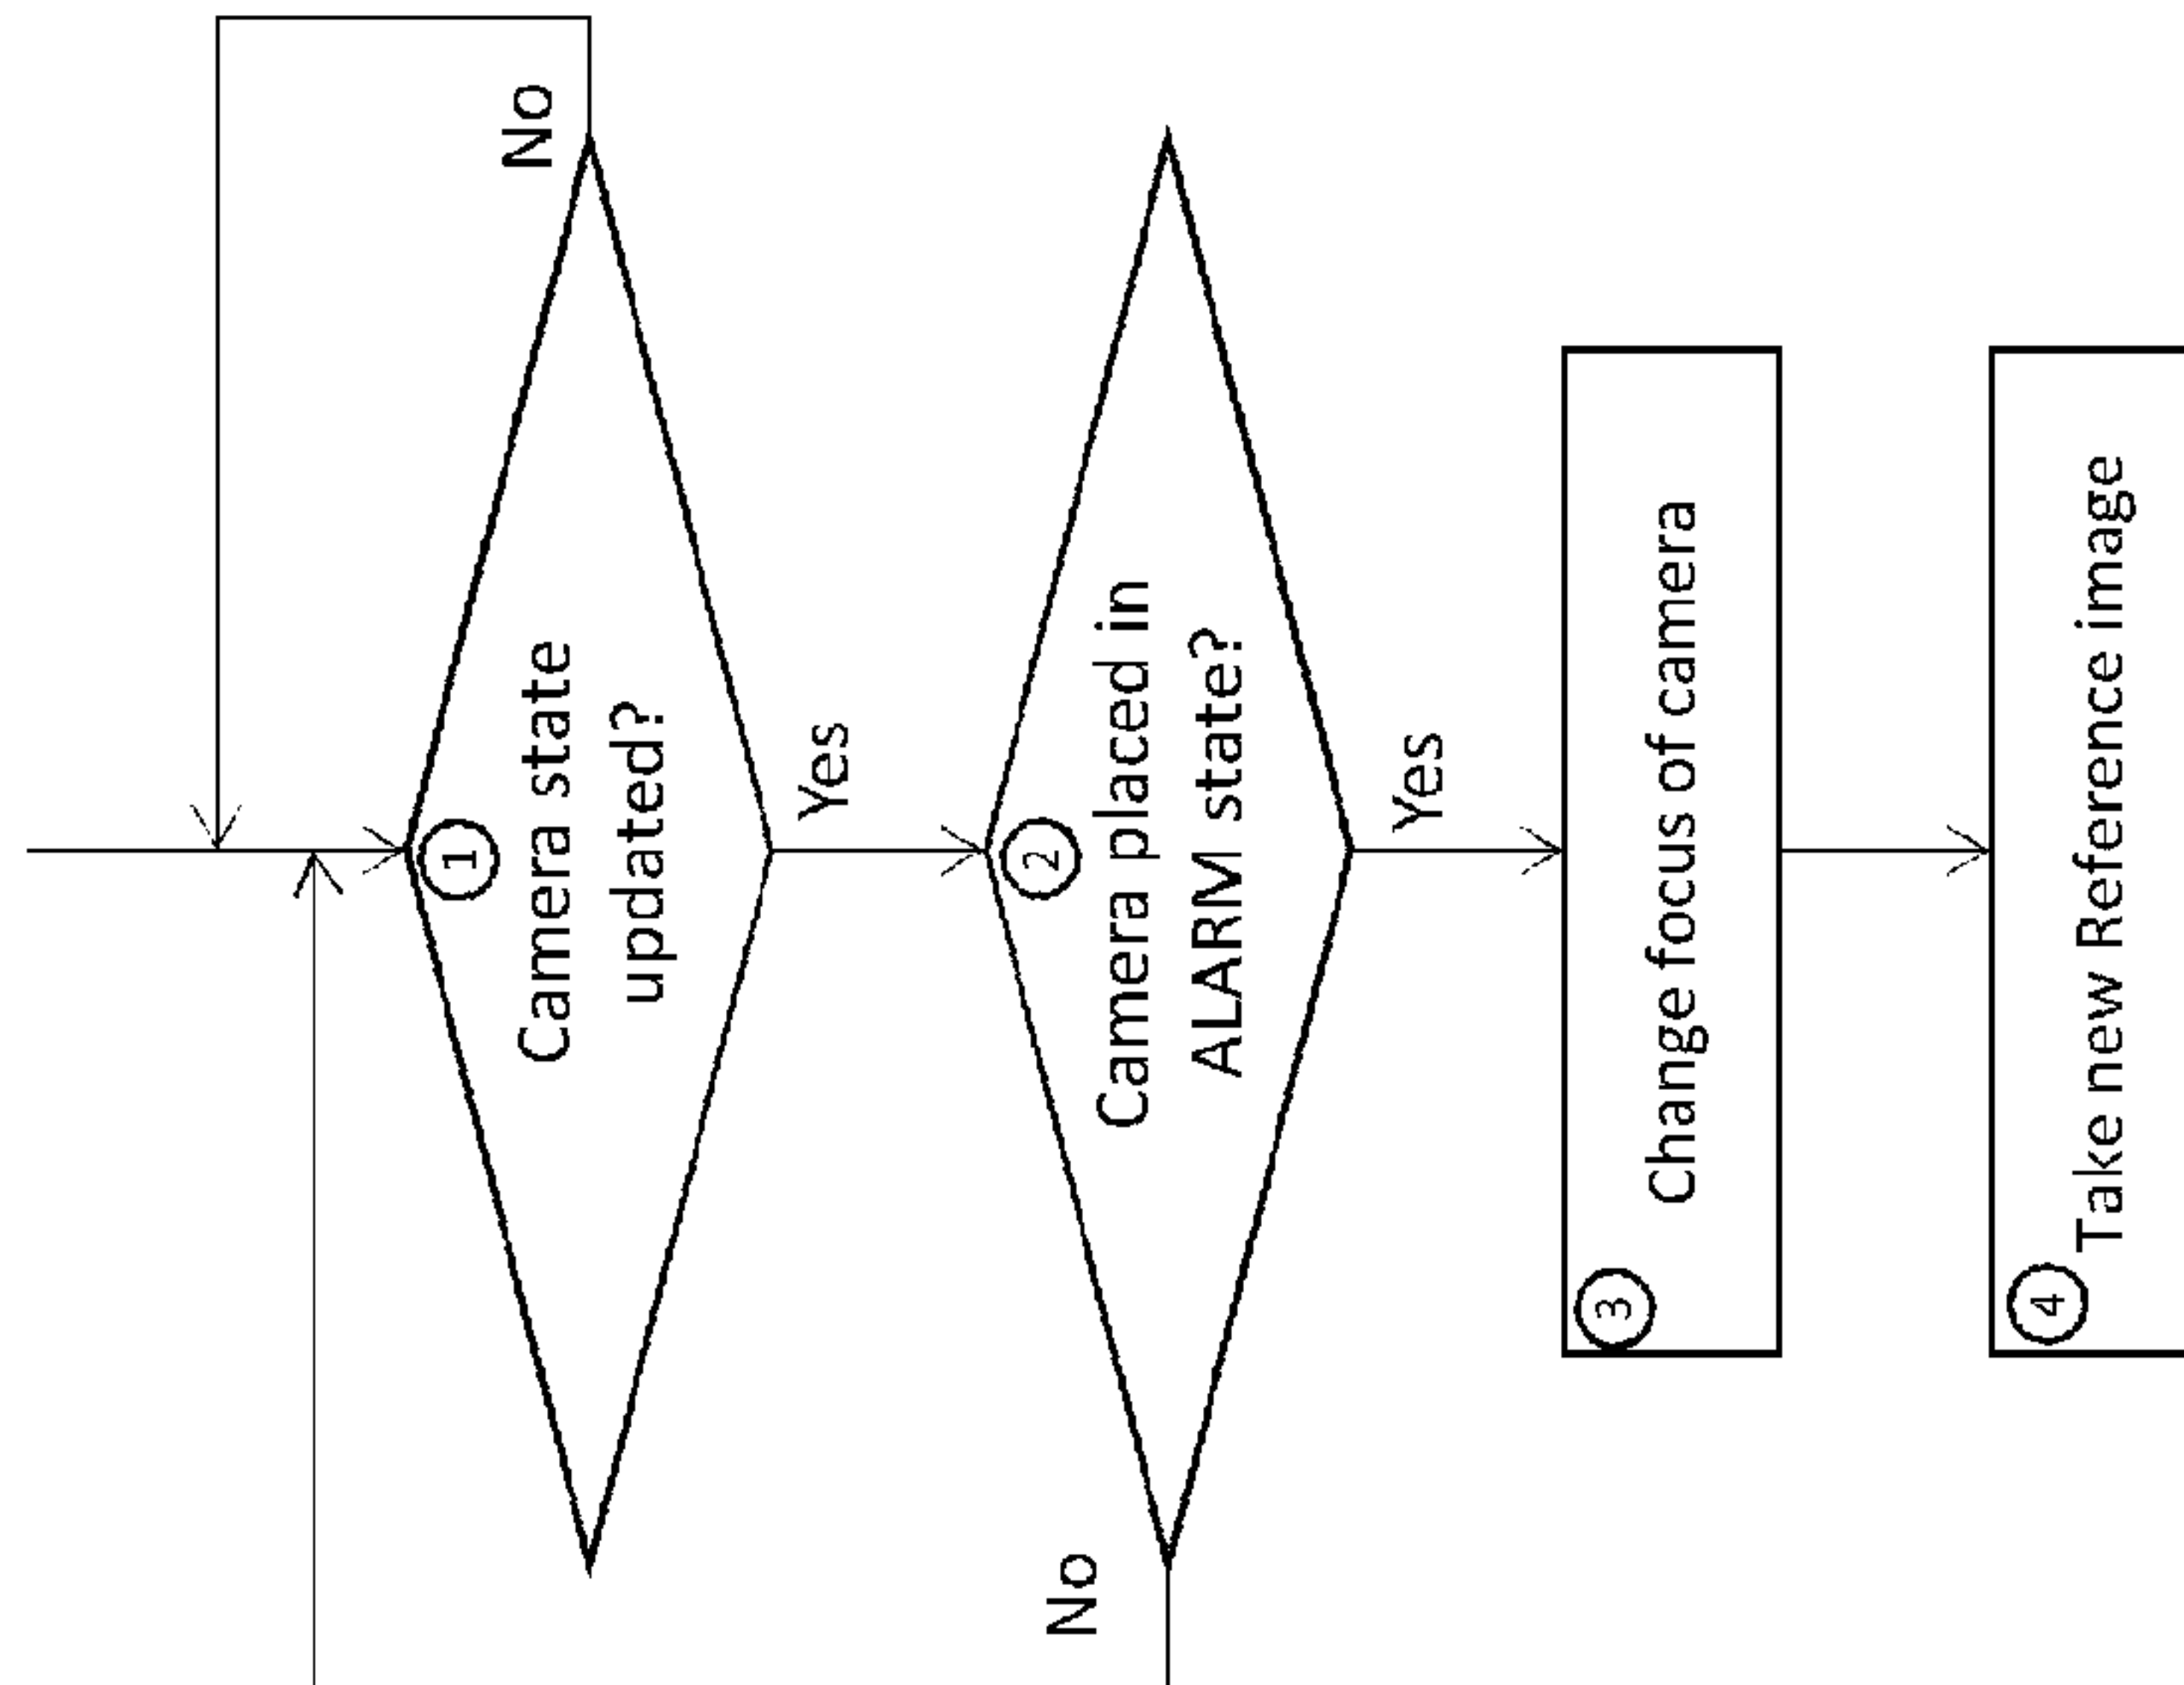 No
1
Camera state
updated?
Yes
2
Camera placed in
ALARM state?
No
Yes
3
Change focus of camera
4
Take new Reference image